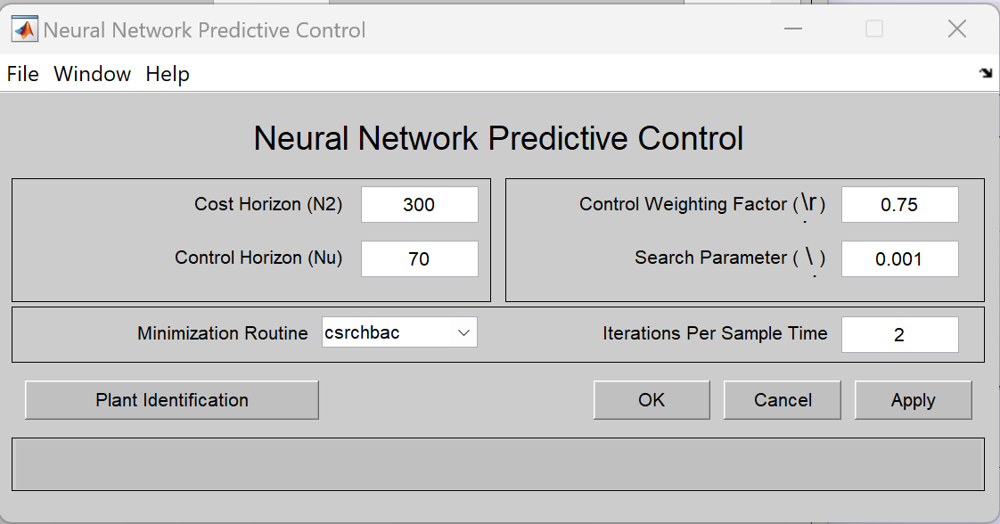 Neural Network Predictive Control
File Window Help
Neural Network Predictive Control
Cost Horizon (N2) 300
Control Weighting Factor (\r) 0.75
Control Horizon (Nu) 70
Search Parameter ( \ ) 0.001
Minimization Routine csrchbac
Iterations Per Sample Time 2
Plant Identification OK Cancel Apply